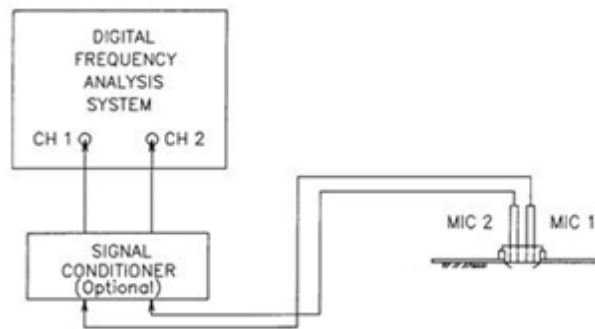 DIGITAL
FREQUENCY
ANALYSIS
SYSTEM
CH 1
CH 2
MIC 2
MIC 1
SIGNAL
CONDITIONER
(Optional)